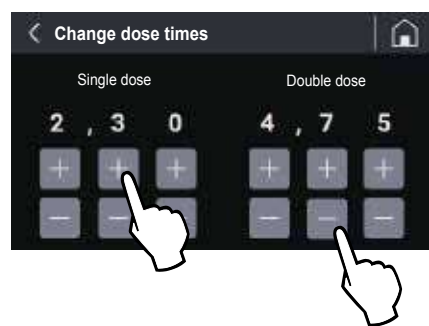 Change dose times
Single dose Double dose
2 , 3 0 4 , 7 5
+ + + + + +
− − − − −